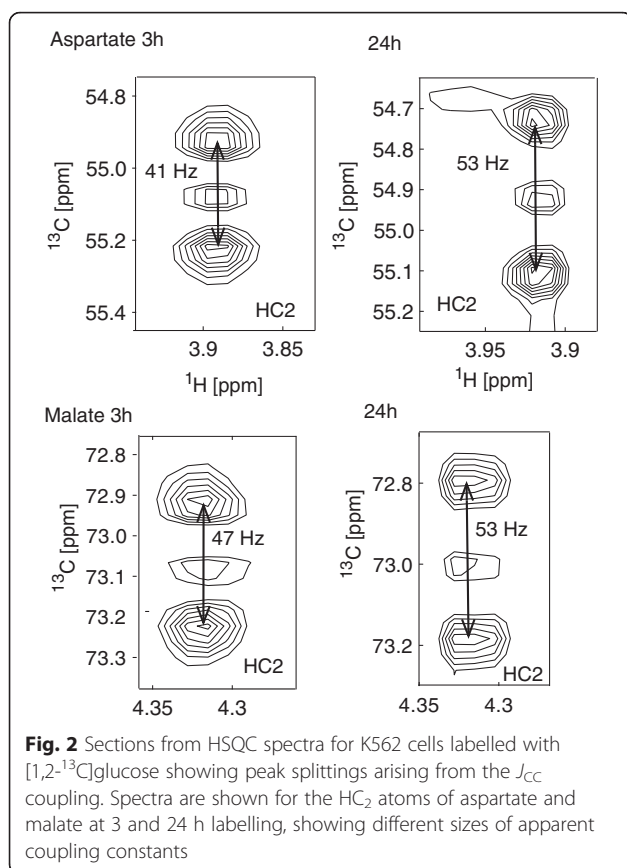 Aspartate 3h
24h
54.8
55.0
55.2
55.4
¹³C [ppm]
41 Hz
HC2
3.9 3.85
¹H [ppm]
54.7
54.8
54.9
55.0
55.1
55.2
¹³C [ppm]
53 Hz
HC2
3.95 3.9
¹H [ppm]
Malate 3h
24h
72.8
72.9
73.0
73.1
73.2
73.3
¹³C [ppm]
47 Hz
HC2
4.35 4.3
72.8
73.0
73.2
¹³C [ppm]
53 Hz
HC2
4.35 4.3
Fig. 2 Sections from HSQC spectra for K562 cells labelled with
[1,2-¹³C]glucose showing peak splittings arising from the J_CC
coupling. Spectra are shown for the HC₂ atoms of aspartate and
malate at 3 and 24 h labelling, showing different sizes of apparent
coupling constants